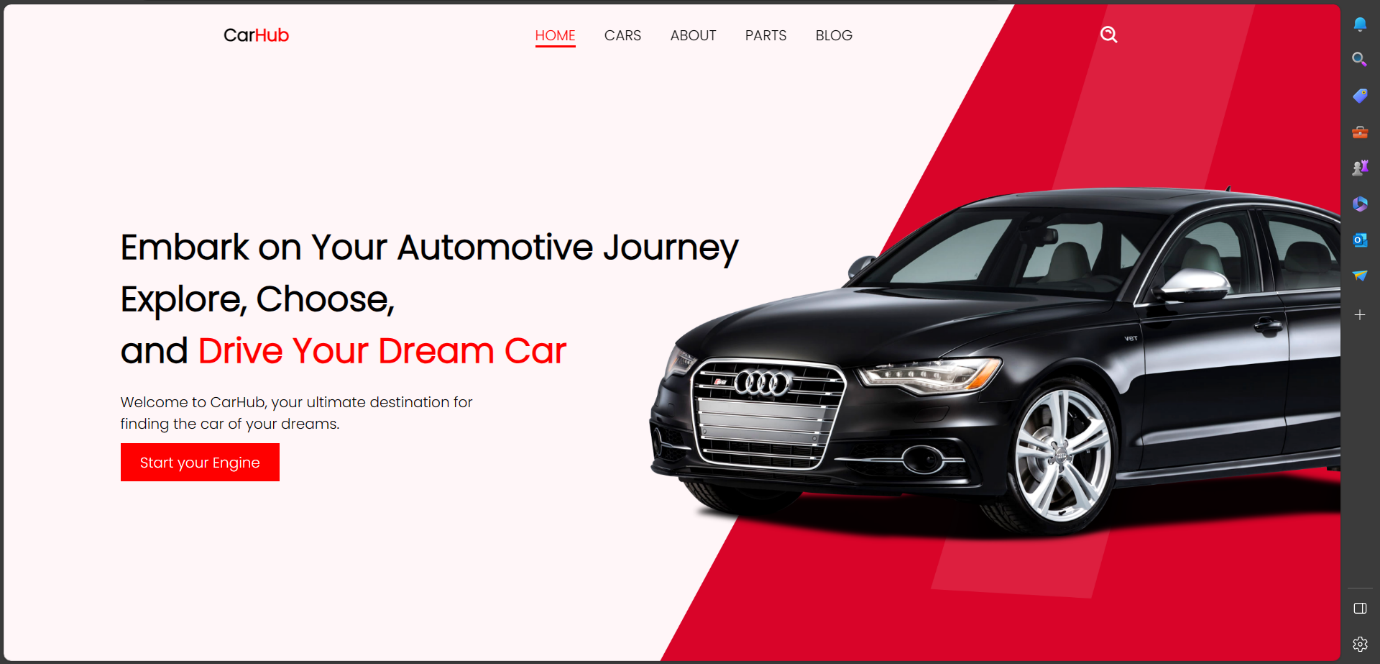 CarHub
HOME CARS ABOUT PARTS BLOG
Embark on Your Automotive Journey
Explore, Choose,
and Drive Your Dream Car
Welcome to CarHub, your ultimate destination for
finding the car of your dreams.
Start your Engine
V8T